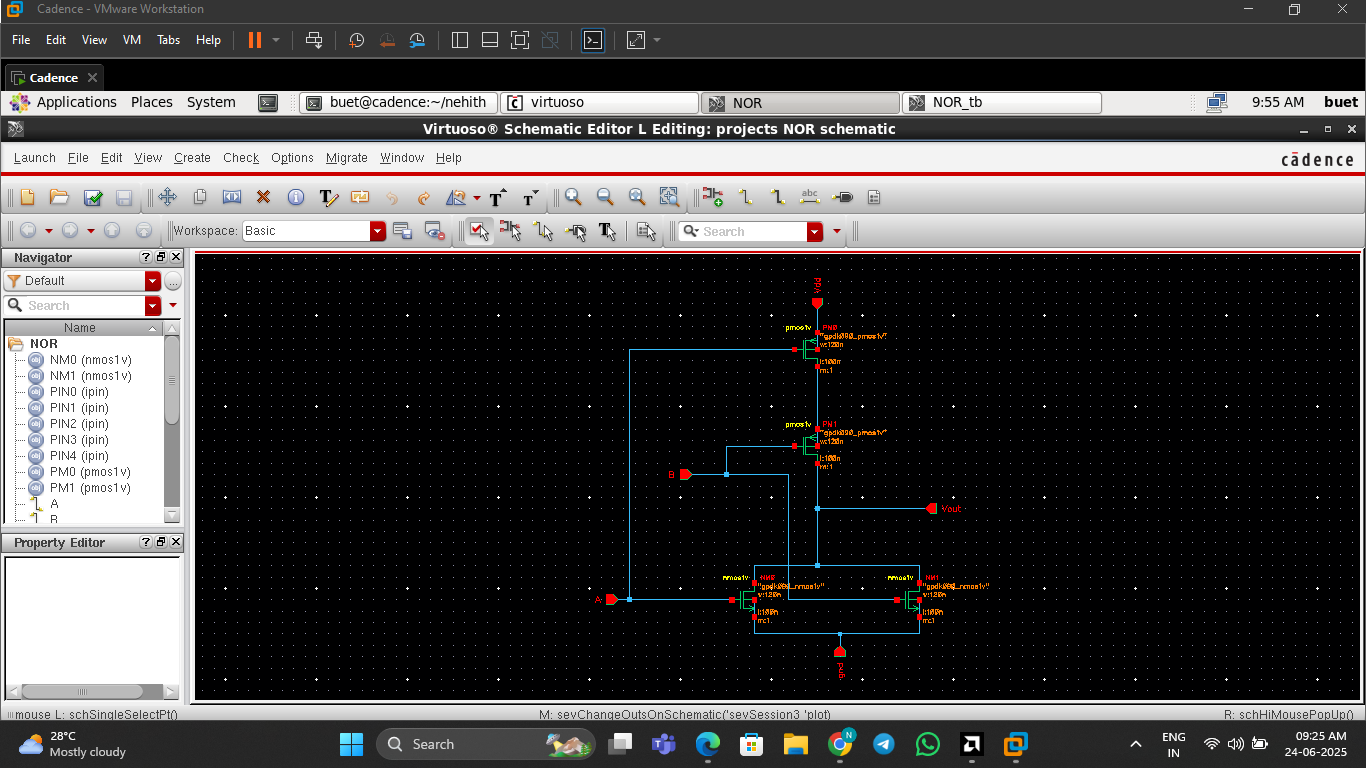 Cadence - VMware Workstation
File Edit View VM Tabs Help
Cadence
Applications Places System buet@cadence:~/nehith virtuoso NOR NOR_tb 9:55 AM buet
Virtuoso® Schematic Editor L Editing: projects NOR schematic
Launch File Edit View Create Check Options Migrate Window Help cādence
abc
Workspace: Basic Search
Navigator
Default
Search
Name
NOR
NM0 (nmos1v)
NM1 (nmos1v)
PIN0 (ipin)
PIN1 (ipin)
PIN2 (ipin)
PIN3 (ipin)
PIN4 (ipin)
PM0 (pmos1v)
PM1 (pmos1v)
A
B
Property Editor
Vdd
pmos1v PM0
"gpdk090_pmos1v"
w:120n
l:100n
m:1
pmos1v PM1
"gpdk090_pmos1v"
w:120n
l:100n
m:1
B
Vout
nmos1v NM0
"gpdk090_nmos1v"
w:120n
l:100n
m:1
nmos1v NM1
"gpdk090_nmos1v"
w:120n
l:100n
m:1
A
mouse L: schSingleSelectPt() M: sevChangeOutsOnSchematic('sevSession3 'plot) R: schHiMousePopUp()
28°C
Mostly cloudy
Search
ENG
IN
09:25 AM
24-06-2025